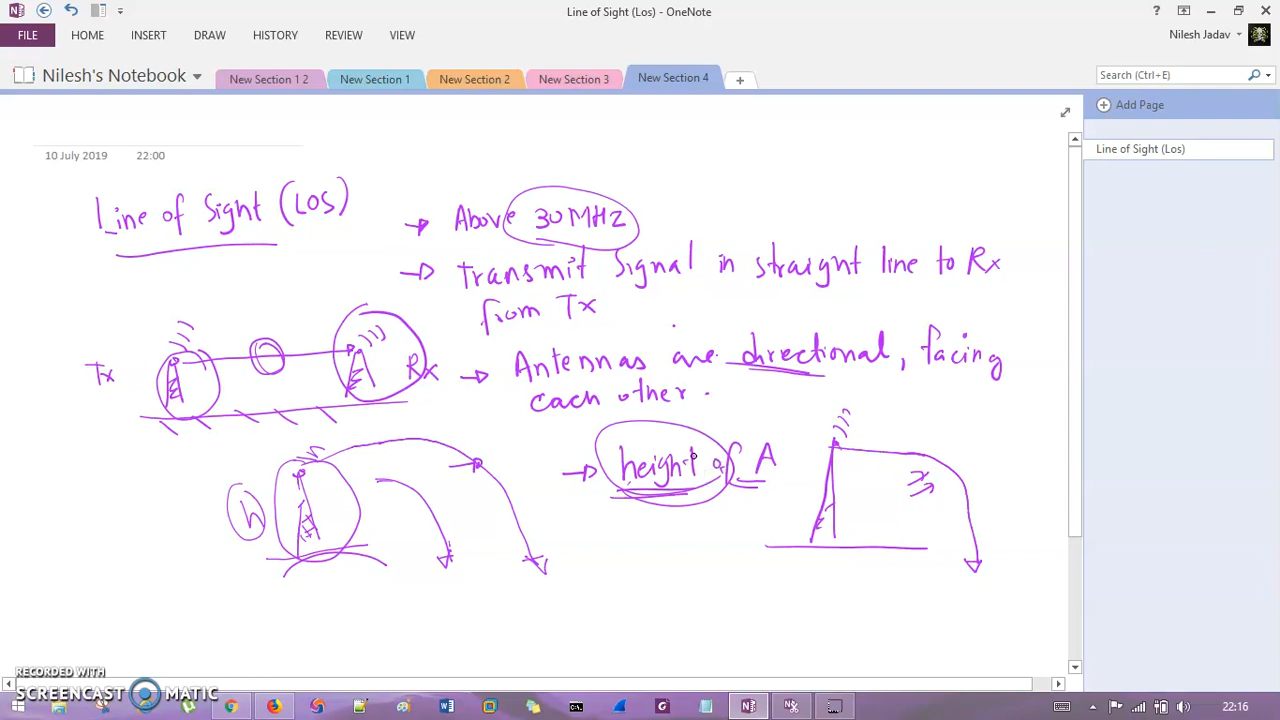 Line of Sight (Los) - OneNote
?
FILE
HOME
INSERT
DRAW
HISTORY
REVIEW
VIEW
Nilesh Jadav
Nilesh's Notebook
New Section 1 2
New Section 1
New Section 2
New Section 3
New Section 4
+
Search (Ctrl+E)
Add Page
Line of Sight (Los)
10 July 2019
22:00
Line of Sight (LOS)
→ Above 30 MHZ
→ Transmit Signal in straight line to Rx
from Tx
Tx
Rx
→ Antennas are directional, facing
each other.
h
→ height of A
RECORDED WITH
SCREENCAST MATIC
22:16